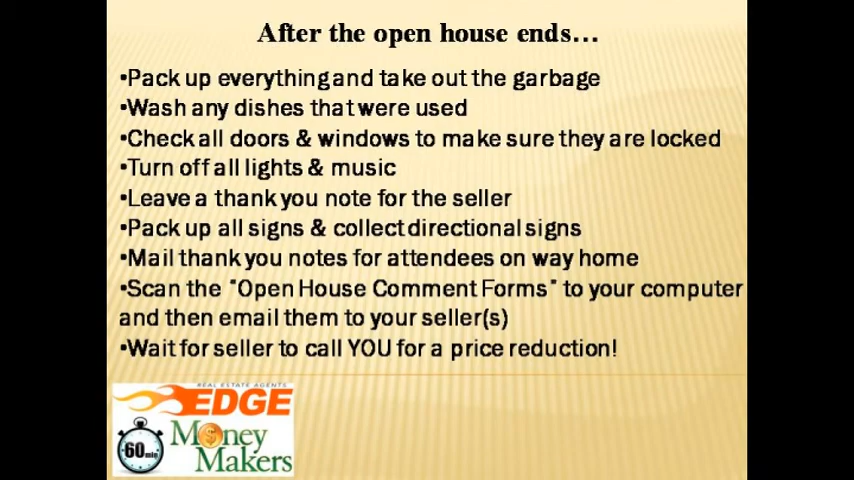 After the open house ends...
•Pack up everything and take out the garbage
•Wash any dishes that were used
•Check all doors & windows to make sure they are locked
•Turn off all lights & music
•Leave a thank you note for the seller
•Pack up all signs & collect directional signs
•Mail thank you notes for attendees on way home
•Scan the "Open House Comment Forms" to your computer
and then email them to your seller(s)
•Wait for seller to call YOU for a price reduction!
REAL ESTATE AGENTS
EDGE
60 min
Money
Makers